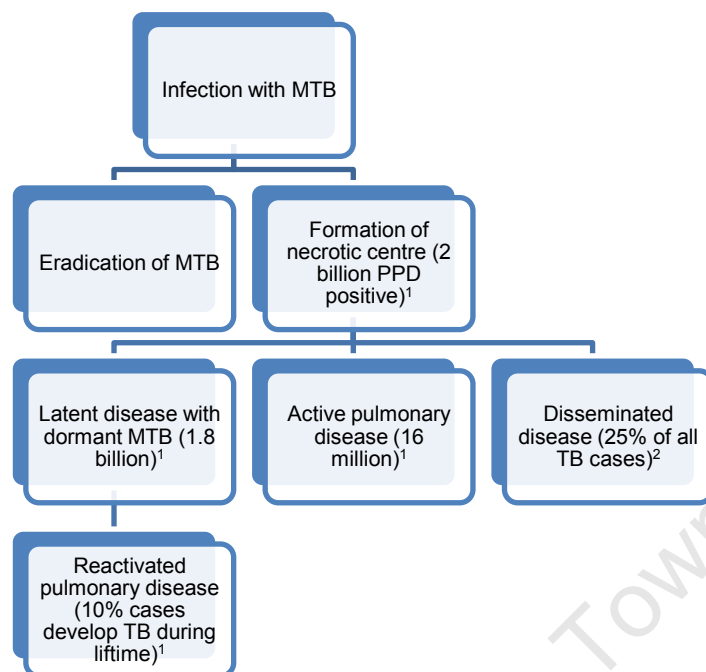 Infection with MTB
Eradication of MTB
Formation of
necrotic centre (2
billion PPD
positive)¹
Latent disease with
dormant MTB (1.8
billion)¹
Active pulmonary
disease (16
million)¹
Disseminated
disease (25% of all
TB cases)²
Reactivated
pulmonary disease
(10% cases
develop TB during
liftime)¹
Town